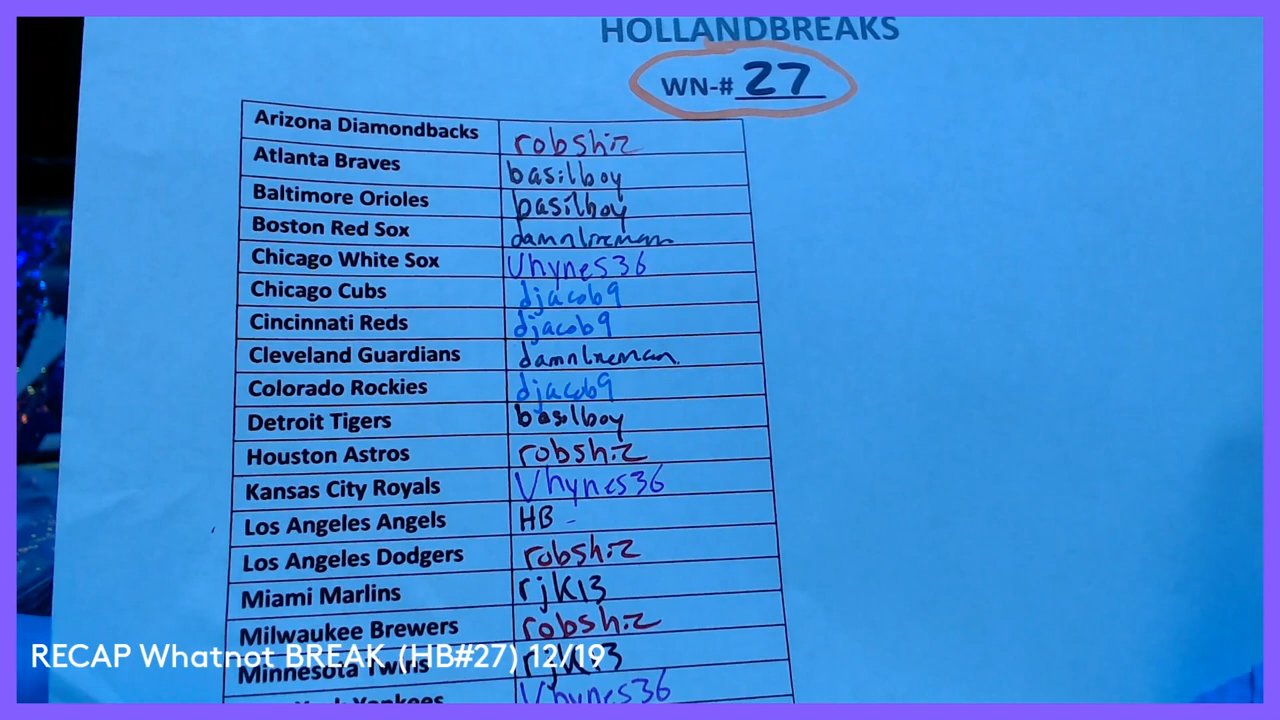 HOLLANDBREAKS
WN-# 27
Arizona Diamondbacks robshiz
Atlanta Braves basilboy
Baltimore Orioles basilboy
Boston Red Sox
Chicago White Sox Vhynes36
Chicago Cubs djacob9
Cincinnati Reds djacob9
Cleveland Guardians
Colorado Rockies djacob9
Detroit Tigers basilboy
Houston Astros robshiz
Kansas City Royals Vhynes36
Los Angeles Angels HB
Los Angeles Dodgers robshiz
Miami Marlins rjk13
Milwaukee Brewers robshiz
RECAP Whatnot BREAK (HB#27) 12/19
Minnesota Twins rjk13
Yankees Vhynes36